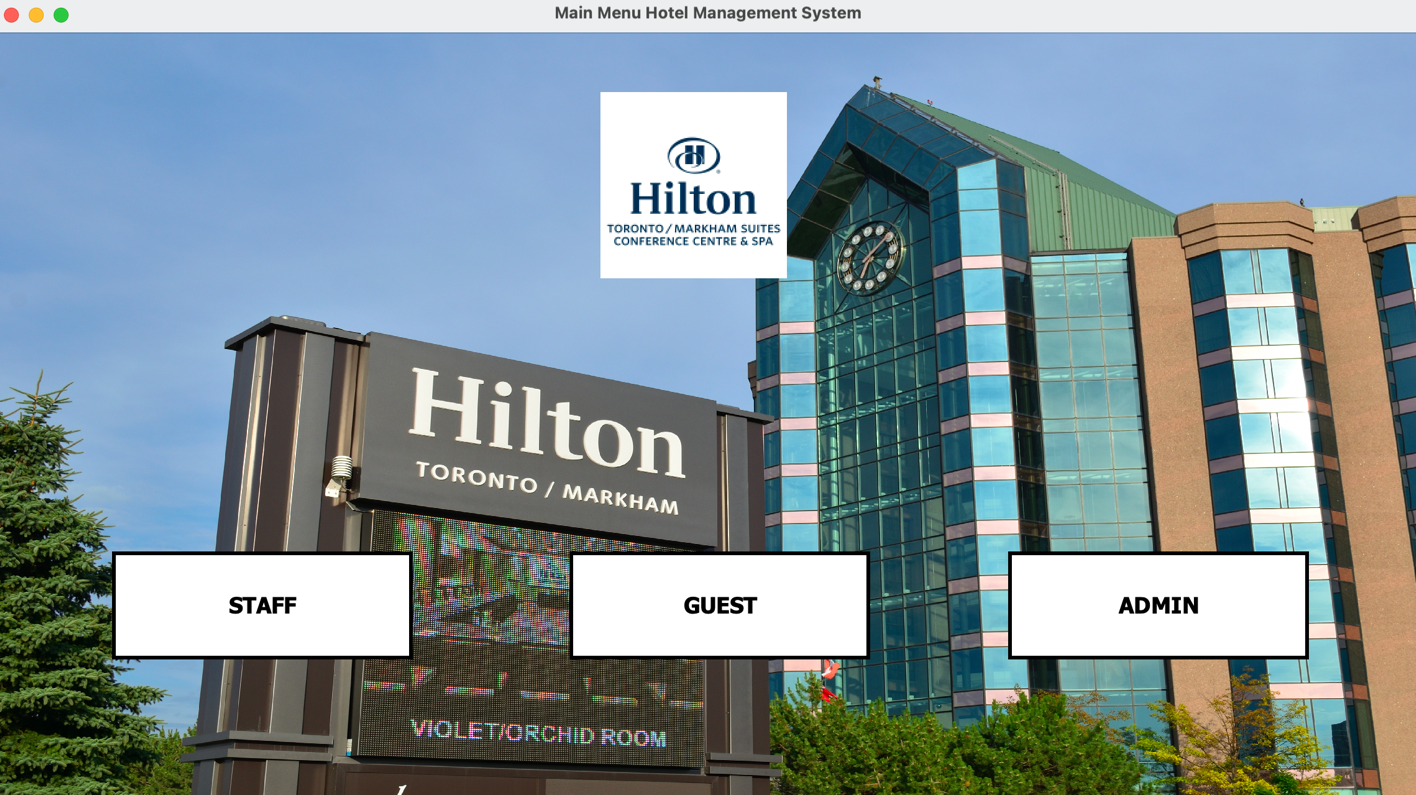 Main Menu Hotel Management System
Hilton
TORONTO / MARKHAM SUITES
CONFERENCE CENTRE & SPA
Hilton
TORONTO / MARKHAM
STAFF
GUEST
ADMIN
VIOLET/ORCHID ROOM